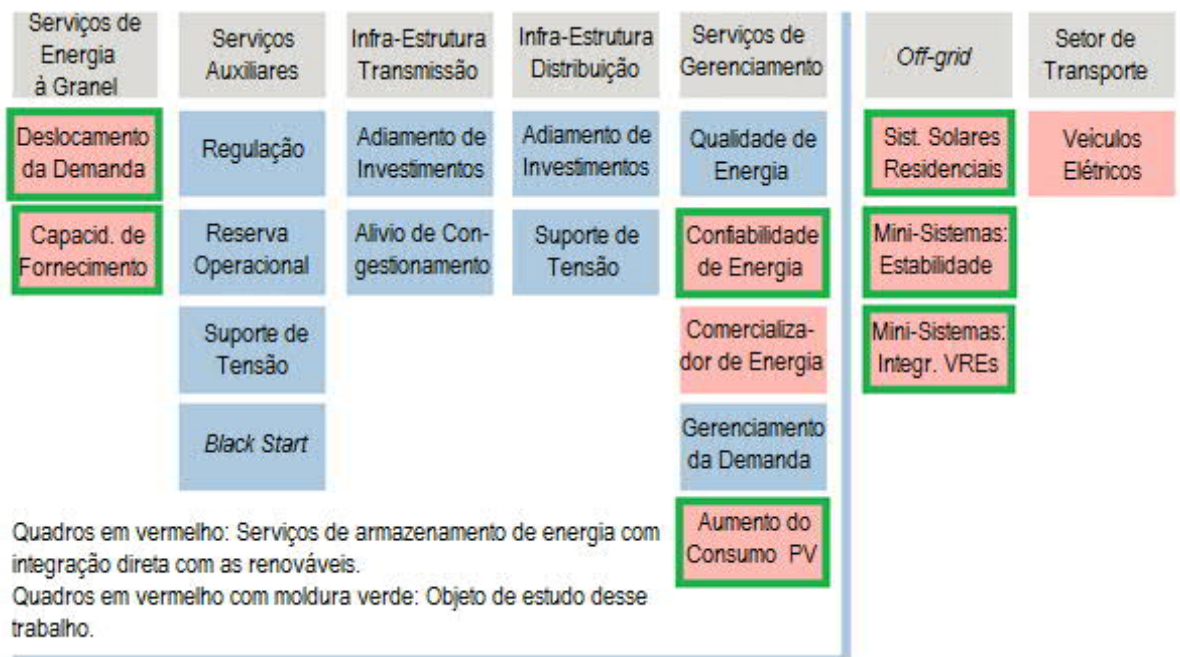 Serviços de
Energia
à Granel
Serviços
Auxiliares
Infra-Estrutura
Transmissão
Infra-Estrutura
Distribuição
Serviços de
Gerenciamento
Off-grid
Setor de
Transporte
Deslocamento
da Demanda
Regulação
Adiamento de
Investimentos
Adiamento de
Investimentos
Qualidade de
Energia
Sist. Solares
Residenciais
Veículos
Elétricos
Capacid. de
Fornecimento
Reserva
Operacional
Alivio de Con-
gestionamento
Suporte de
Tensão
Confiabilidade
de Energia
Mini-Sistemas:
Estabilidade
Suporte de
Tensão
Comercializa-
dor de Energia
Mini-Sistemas:
Integr. VREs
Black Start
Gerenciamento
da Demanda
Aumento do
Consumo PV
Quadros em vermelho: Serviços de armazenamento de energia com
integração direta com as renováveis.
Quadros em vermelho com moldura verde: Objeto de estudo desse
trabalho.